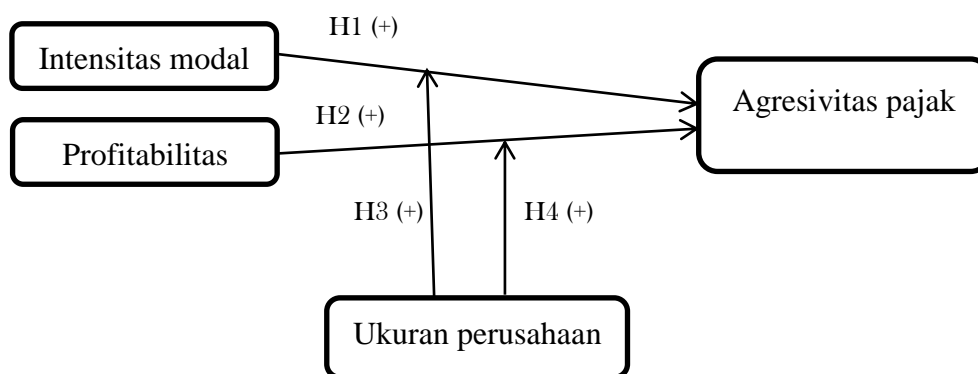 H1 (+)
Intensitas modal
Agresivitas pajak
H2 (+)
Profitabilitas
H3 (+)
H4 (+)
Ukuran perusahaan